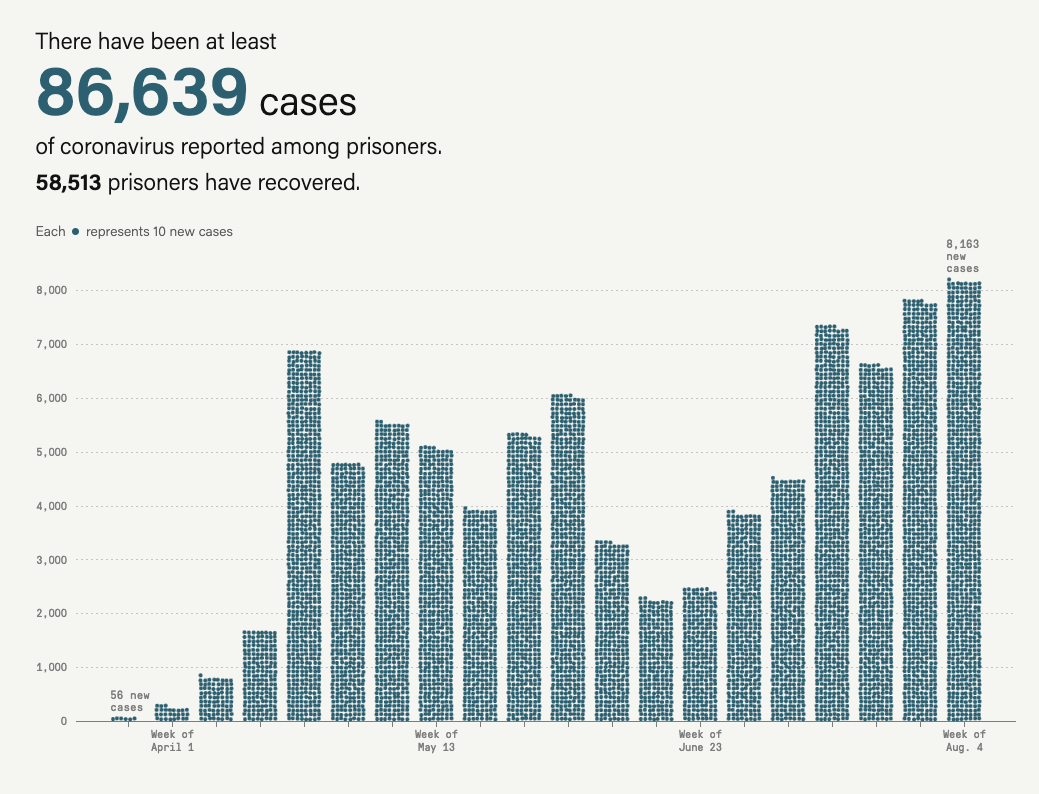 There have been at least
86,639 cases
of coronavirus reported among prisoners.
58,513 prisoners have recovered.
Each ● represents 10 new cases
8,163
new
cases
8,000
7,000
6,000
5,000
4,000
3,000
2,000
1,000
56 new
cases
0
Week of
April 1
Week of
May 13
Week of
June 23
Week of
Aug. 4